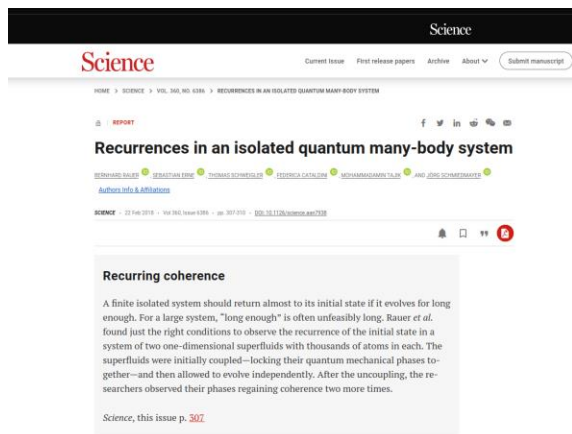 Science
Science
Current Issue First release papers Archive About Submit manuscript
HOME > SCIENCE > VOL. 360, NO. 6386 > RECURRENCES IN AN ISOLATED QUANTUM MANY-BODY SYSTEM
REPORT
Recurrences in an isolated quantum many-body system
BERNHARD RAUER, SEBASTIAN ERNE, THOMAS SCHWEIGLER, FEDERICA CATALDINI, MOHAMMADAMIN TAJIK, AND JÖRG SCHMIEDMAYER
Authors Info & Affiliations
SCIENCE • 22 Feb 2018 • Vol 360, Issue 6386 • pp. 307-310 • DOI: 10.1126/science.aan7938
Recurring coherence
A finite isolated system should return almost to its initial state if it evolves for long
enough. For a large system, “long enough” is often unfeasibly long. Rauer et al.
found just the right conditions to observe the recurrence of the initial state in a
system of two one-dimensional superfluids with thousands of atoms in each. The
superfluids were initially coupled—locking their quantum mechanical phases to-
gether—and then allowed to evolve independently. After the uncoupling, the re-
searchers observed their phases regaining coherence two more times.
Science, this issue p. 307